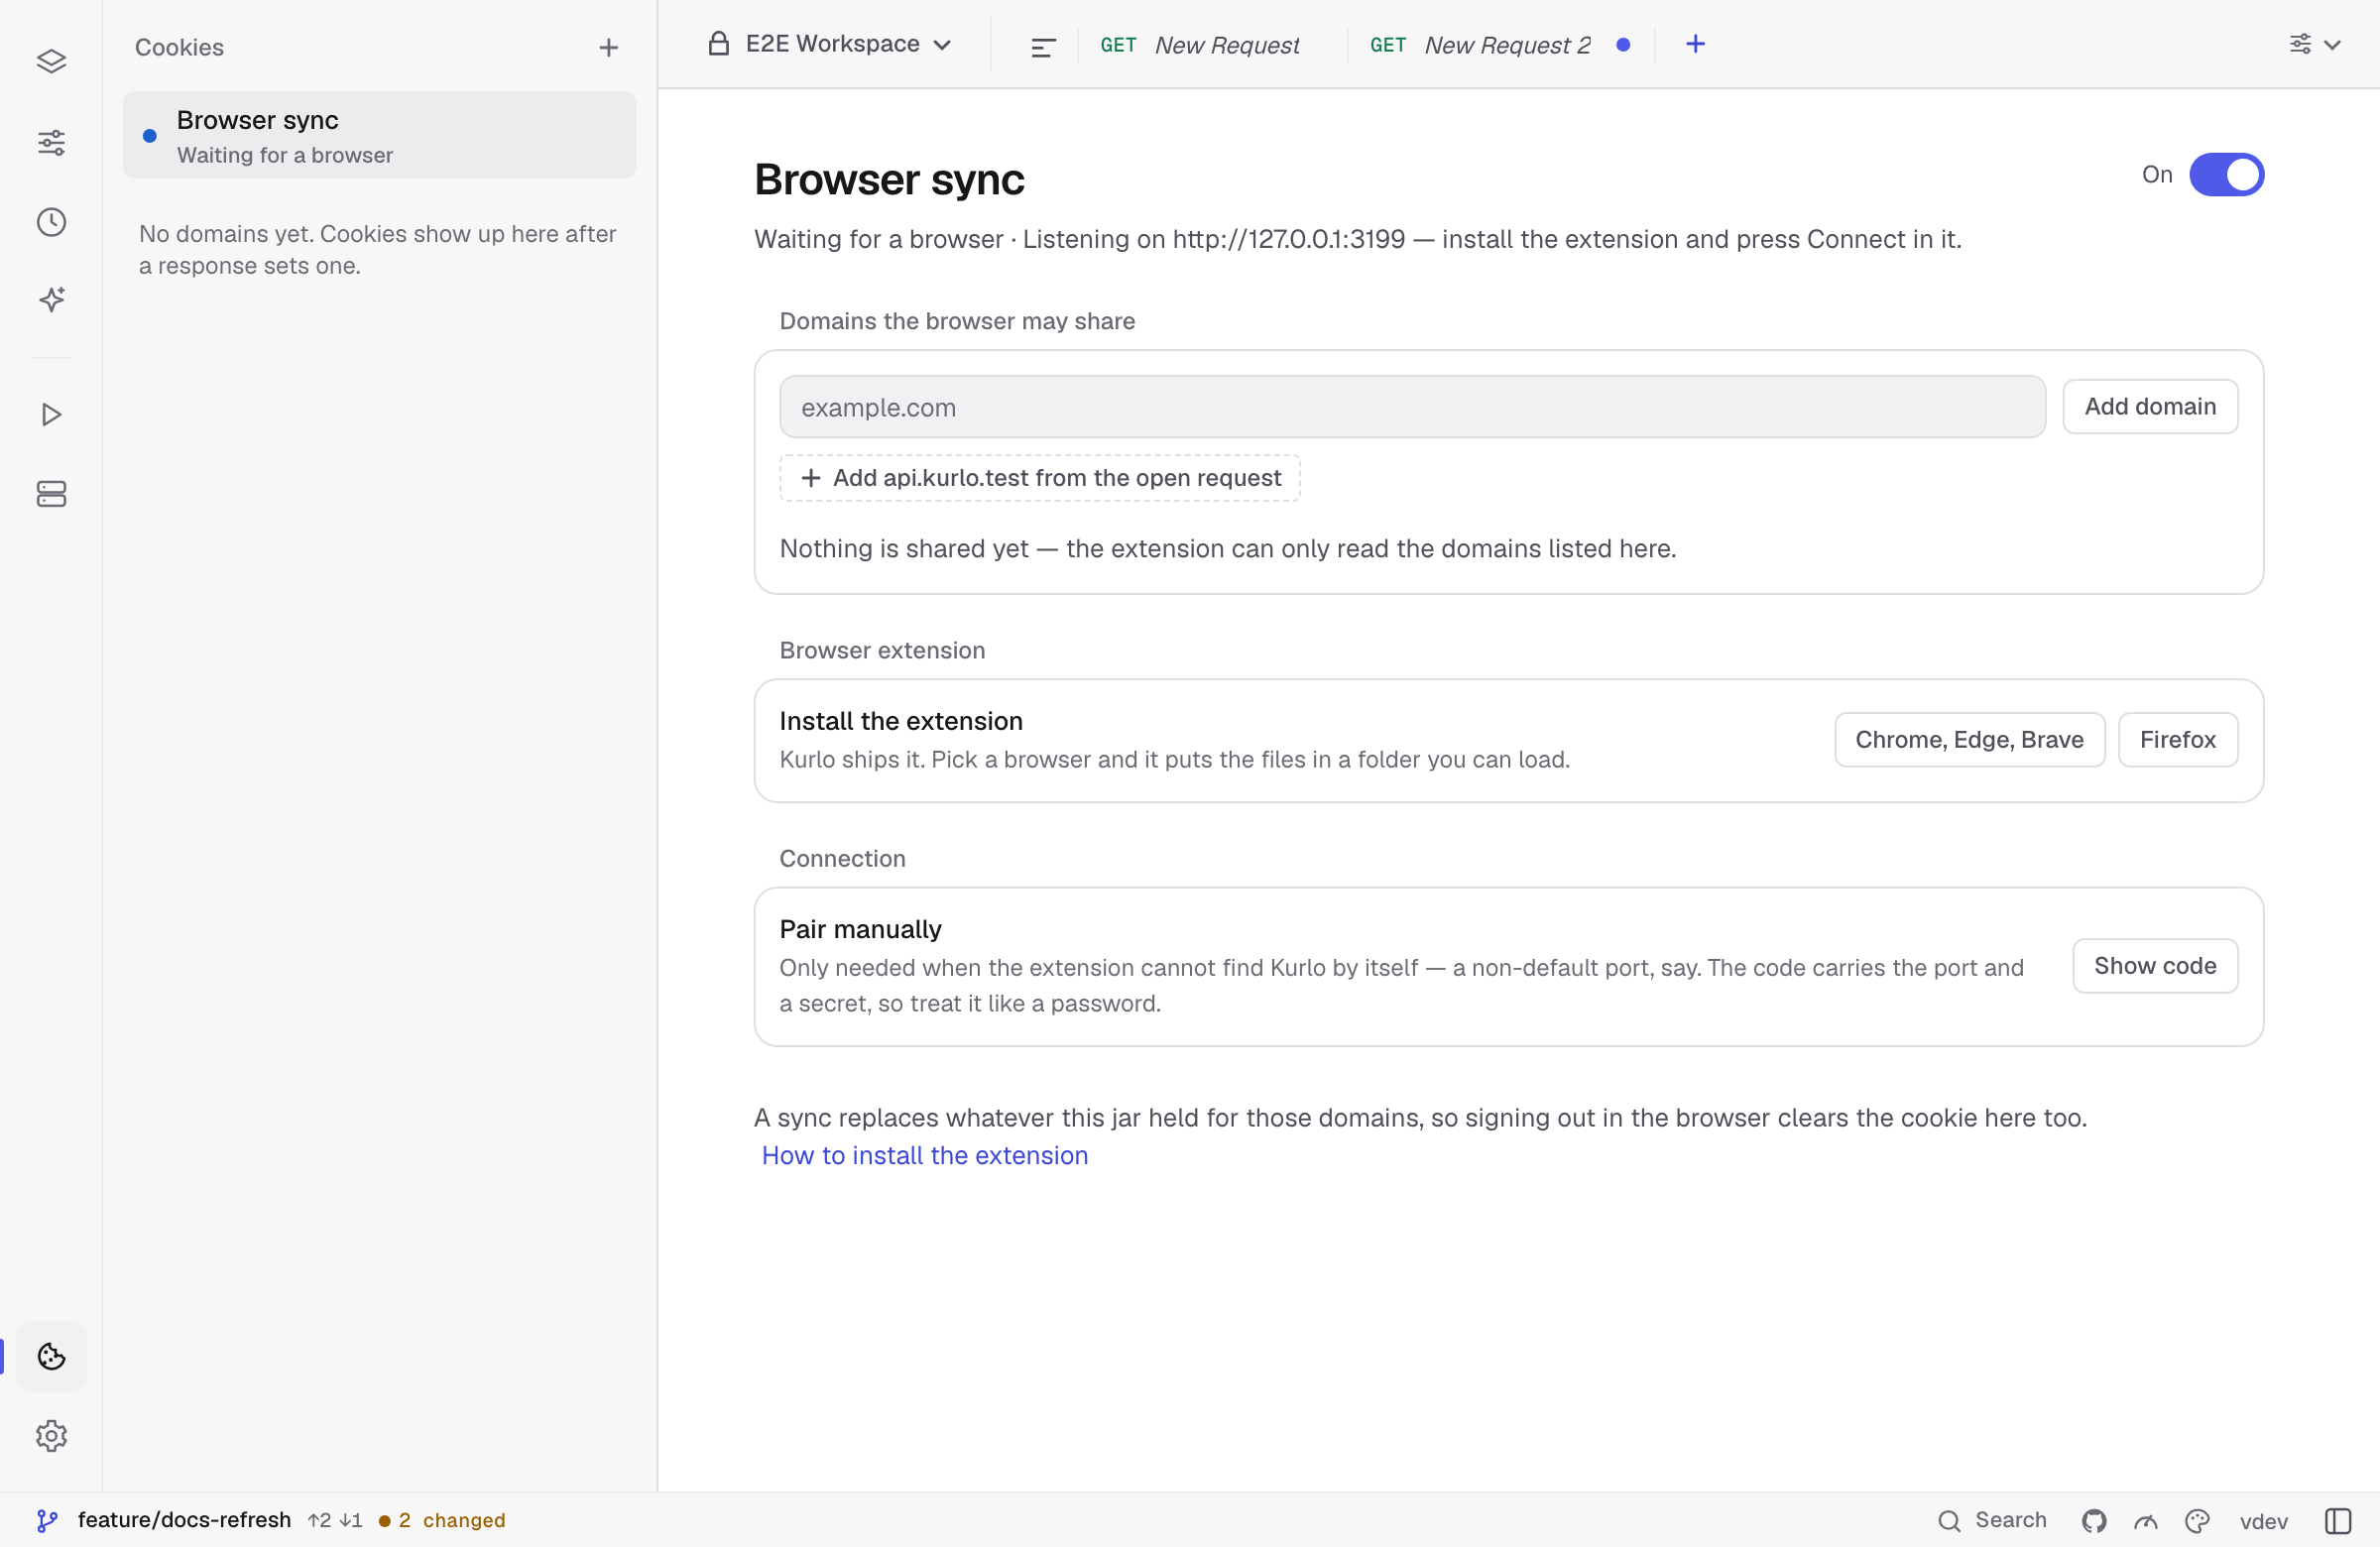 Cookies
Browser sync
Waiting for a browser
No domains yet. Cookies show up here after
a response sets one.
E2E Workspace
GET New Request
GET New Request 2
Browser sync
On
Waiting for a browser · Listening on http://127.0.0.1:3199 — install the extension and press Connect in it.
Domains the browser may share
example.com
Add domain
Add api.kurlo.test from the open request
Nothing is shared yet — the extension can only read the domains listed here.
Browser extension
Install the extension
Kurlo ships it. Pick a browser and it puts the files in a folder you can load.
Chrome, Edge, Brave
Firefox
Connection
Pair manually
Only needed when the extension cannot find Kurlo by itself — a non-default port, say. The code carries the port and
a secret, so treat it like a password.
Show code
A sync replaces whatever this jar held for those domains, so signing out in the browser clears the cookie here too.
How to install the extension
feature/docs-refresh ↑2 ↓1 ● 2 changed
Search
vdev